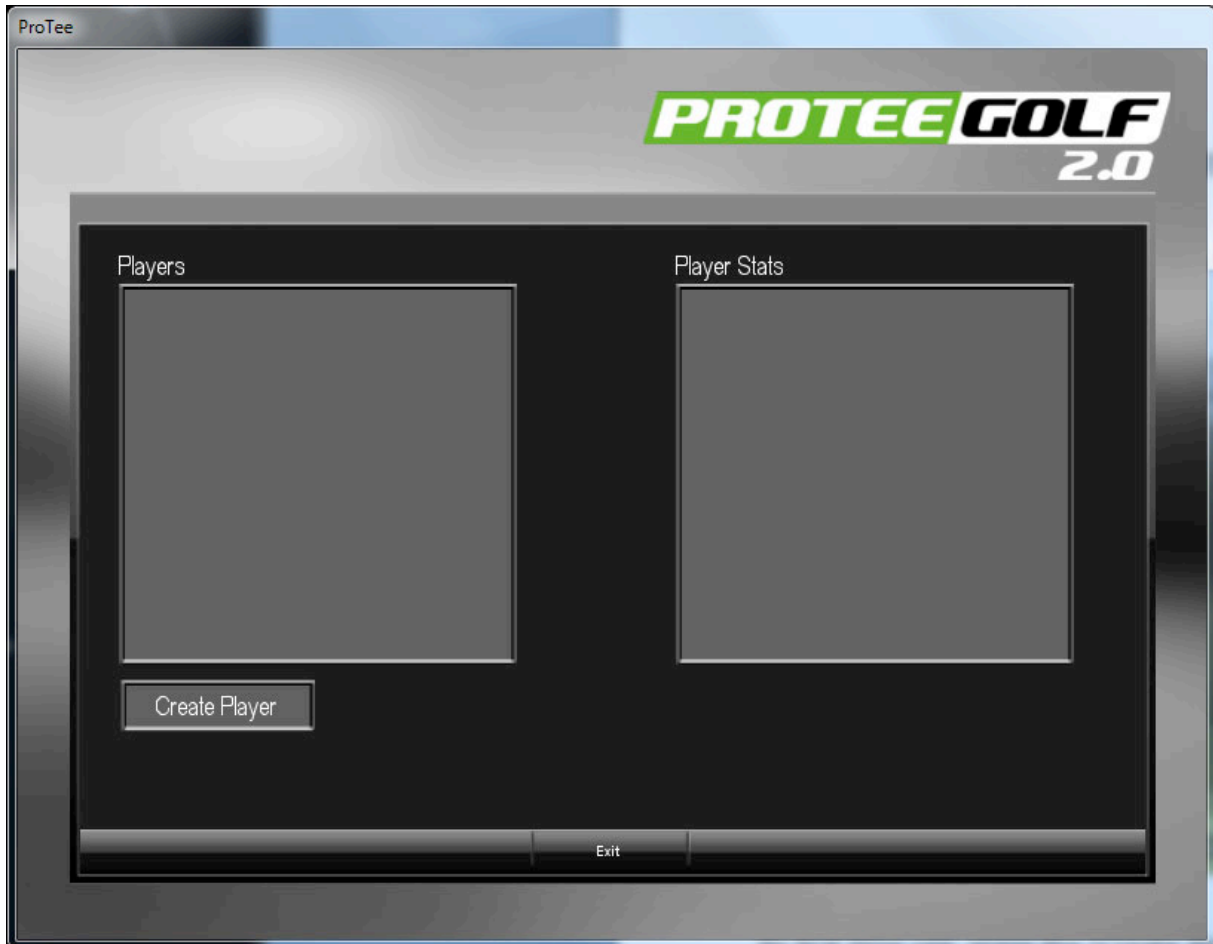 ProTee
PROTEE GOLF
2.0
Players
Player Stats
Create Player
Exit